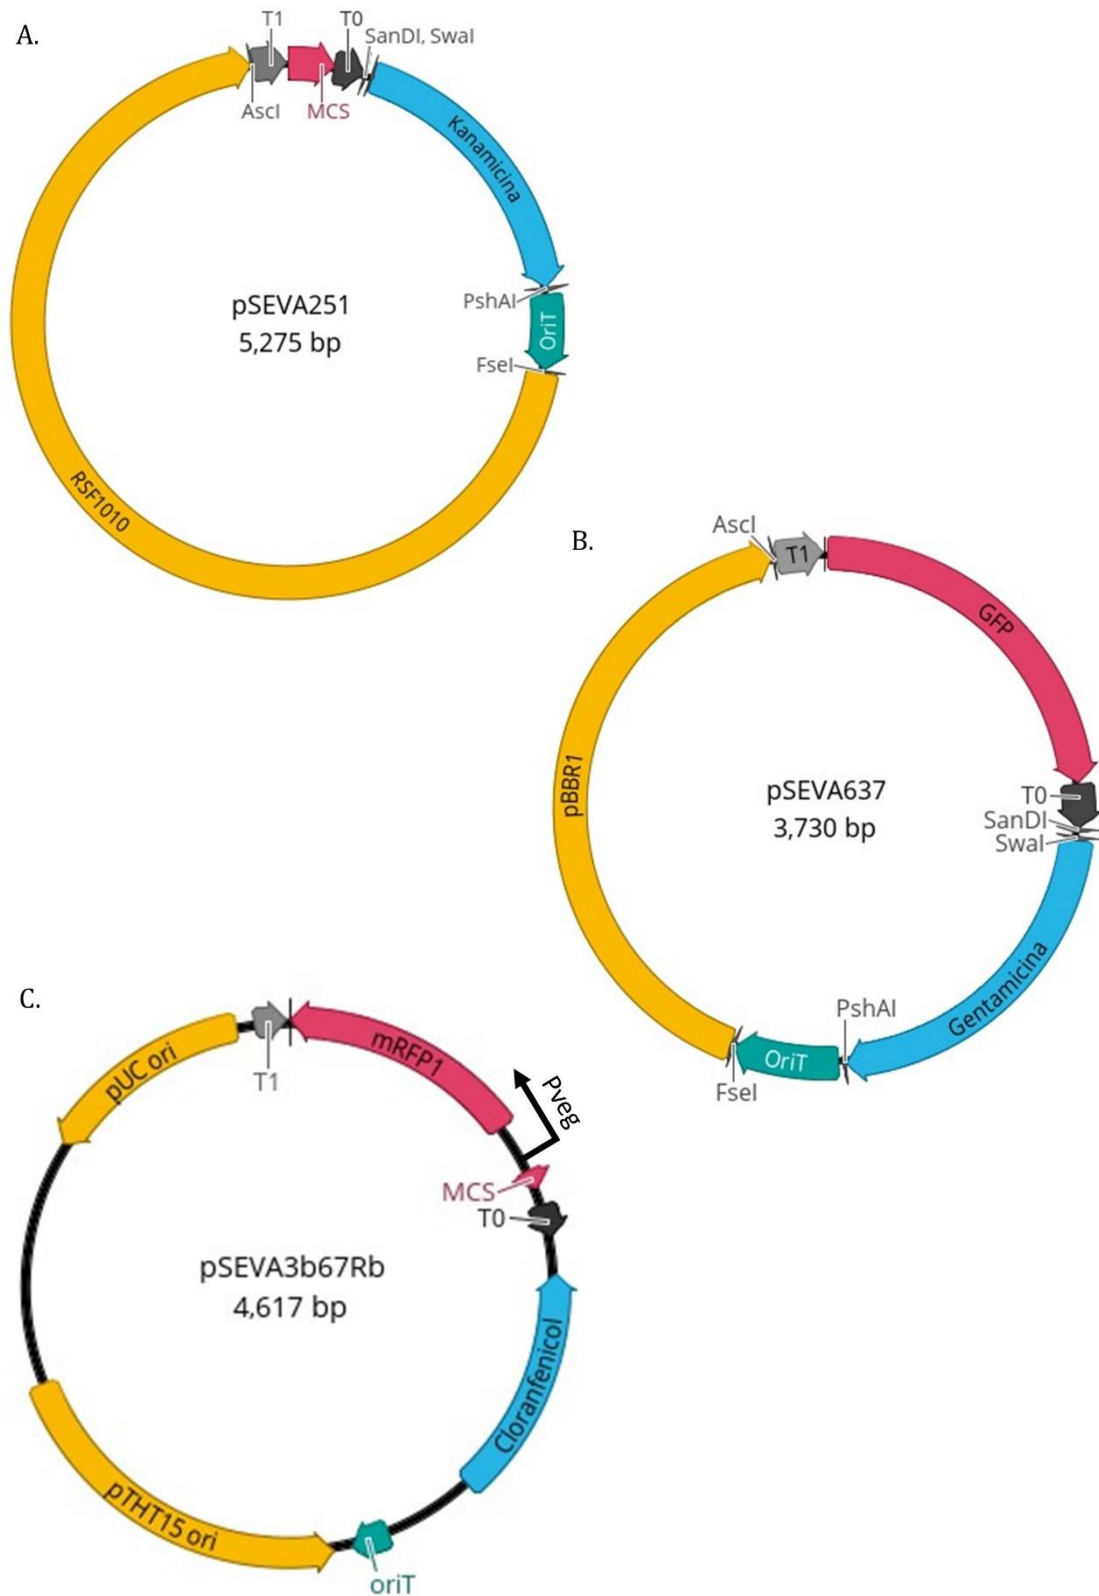 A.
T1
T0
SanDI, SwaI
AscI
MCS
Kanamicina
pSEVA251
5,275 bp
PshAI
OriT
FseI
RSF1010
B.
AscI
T1
GFP
pBBR1
pSEVA637
3,730 bp
T0
SanDI
SwaI
Gentamicina
PshAI
OriT
FseI
C.
pUC ori
T1
mRFP1
Pveg
MCS
T0
pSEVA3b67Rb
4,617 bp
Cloranfenicol
pTHT15 ori
oriT